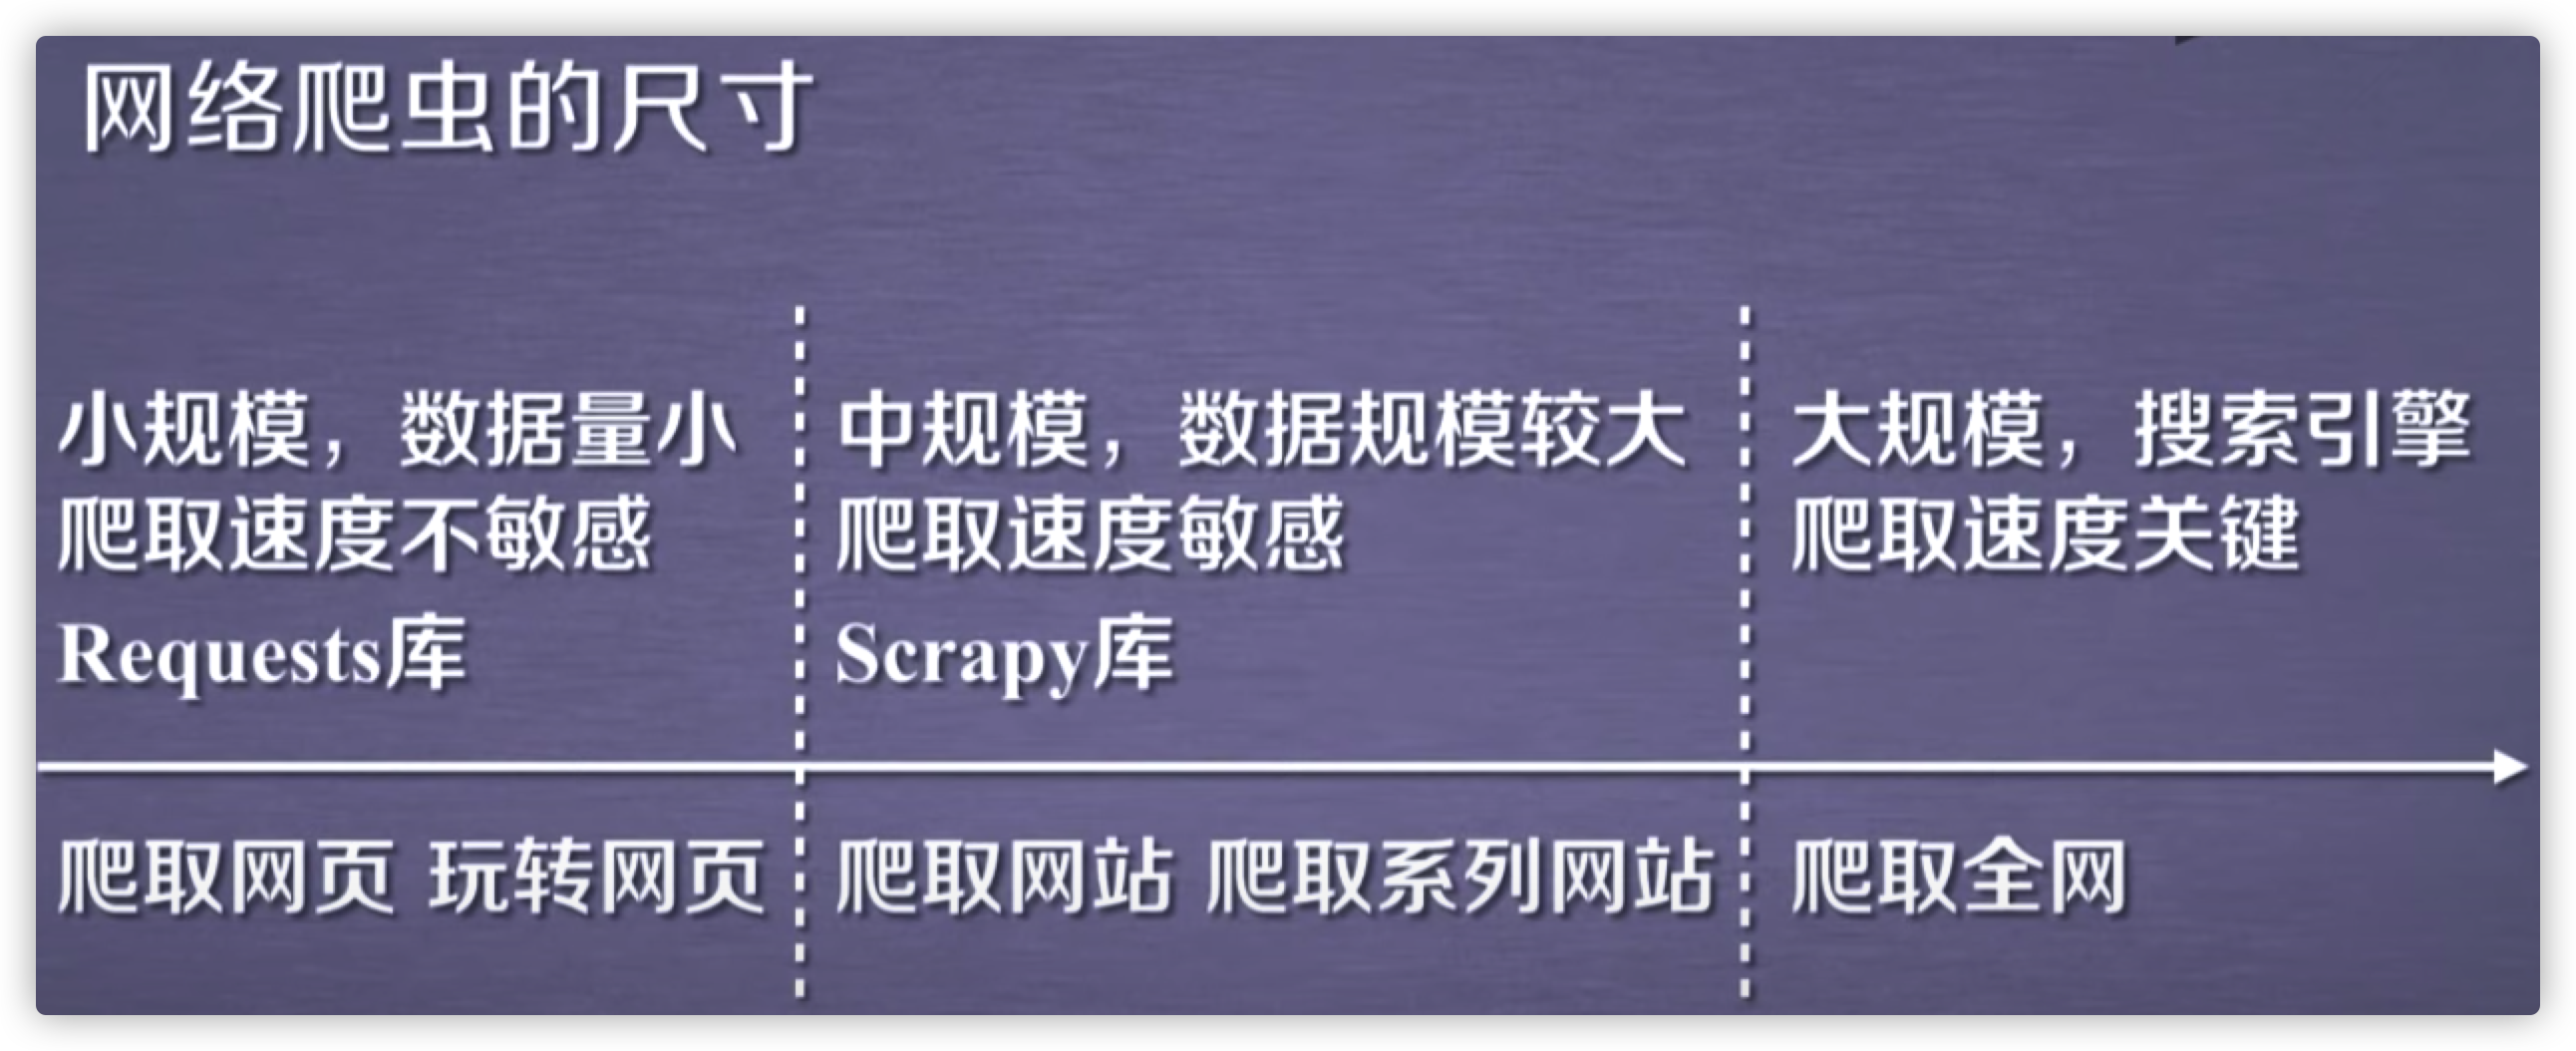 网络爬虫的尺寸
小规模，数据量小
爬取速度不敏感
Requests库
中规模，数据规模较大
爬取速度敏感
Scrapy库
大规模，搜索引擎
爬取速度关键
爬取网页 玩转网页
爬取网站 爬取系列网站
爬取全网